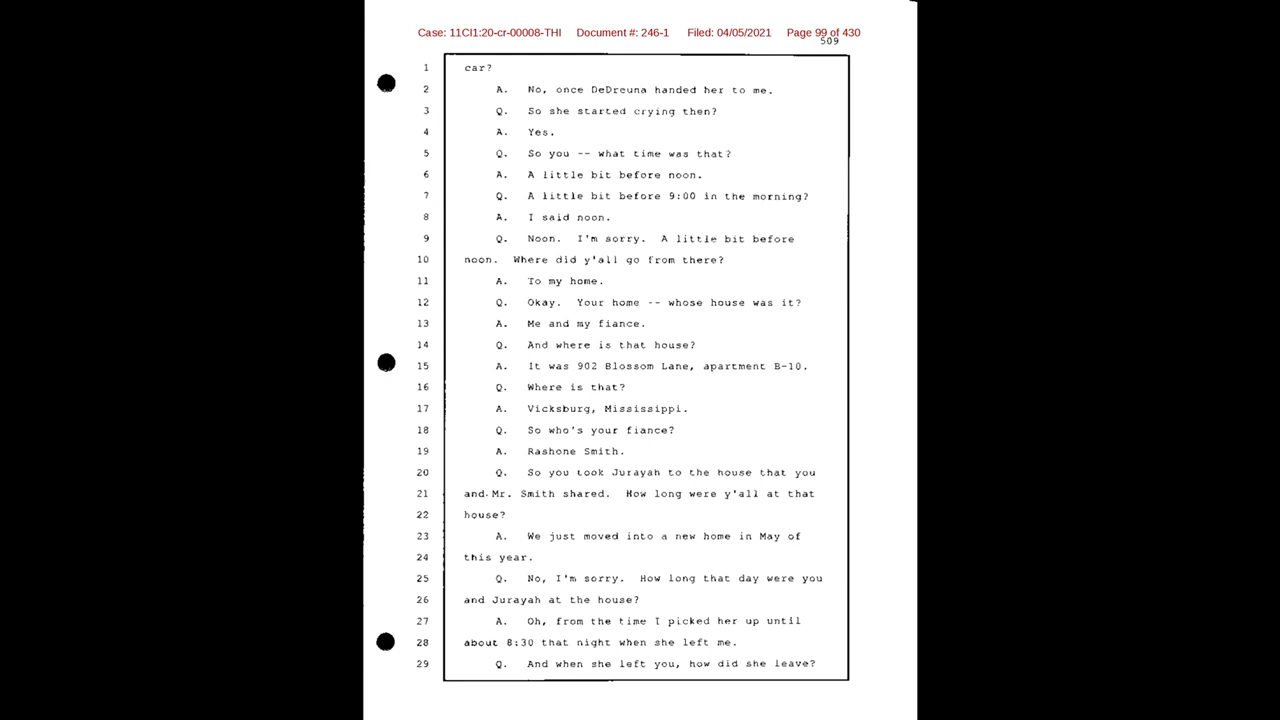 Case: 11CI1:20-cr-00008-THI Document #: 246-1 Filed: 04/05/2021 Page 99 of 430
509
1 car?
2 A. No, once DeDreuna handed her to me.
3 Q. So she started crying then?
4 A. Yes.
5 Q. So you -- what time was that?
6 A. A little bit before noon.
7 Q. A little bit before 9:00 in the morning?
8 A. I said noon.
9 Q. Noon. I'm sorry. A little bit before
10 noon. Where did y'all go from there?
11 A. To my home.
12 Q. Okay. Your home -- whose house was it?
13 A. Me and my fiance.
14 Q. And where is that house?
15 A. It was 902 Blossom Lane, apartment B-10.
16 Q. Where is that?
17 A. Vicksburg, Mississippi.
18 Q. So who's your fiance?
19 A. Rashone Smith.
20 Q. So you took Jurayah to the house that you
21 and Mr. Smith shared. How long were y'all at that
22 house?
23 A. We just moved into a new home in May of
24 this year.
25 Q. No, I'm sorry. How long that day were you
26 and Jurayah at the house?
27 A. Oh, from the time I picked her up until
28 about 8:30 that night when she left me.
29 Q. And when she left you, how did she leave?